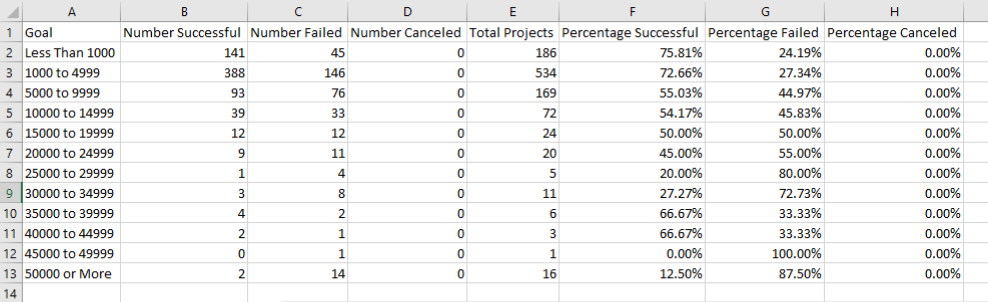 A B C D E F G H
1 Goal Number Successful Number Failed Number Canceled Total Projects Percentage Successful Percentage Failed Percentage Canceled
2 Less Than 1000 141 45 0 186 75.81% 24.19% 0.00%
3 1000 to 4999 388 146 0 534 72.66% 27.34% 0.00%
4 5000 to 9999 93 76 0 169 55.03% 44.97% 0.00%
5 10000 to 14999 39 33 0 72 54.17% 45.83% 0.00%
6 15000 to 19999 12 12 0 24 50.00% 50.00% 0.00%
7 20000 to 24999 9 11 0 20 45.00% 55.00% 0.00%
8 25000 to 29999 1 4 0 5 20.00% 80.00% 0.00%
9 30000 to 34999 3 8 0 11 27.27% 72.73% 0.00%
10 35000 to 39999 4 2 0 6 66.67% 33.33% 0.00%
11 40000 to 44999 2 1 0 3 66.67% 33.33% 0.00%
12 45000 to 49999 0 1 0 1 0.00% 100.00% 0.00%
13 50000 or More 2 14 0 16 12.50% 87.50% 0.00%
14